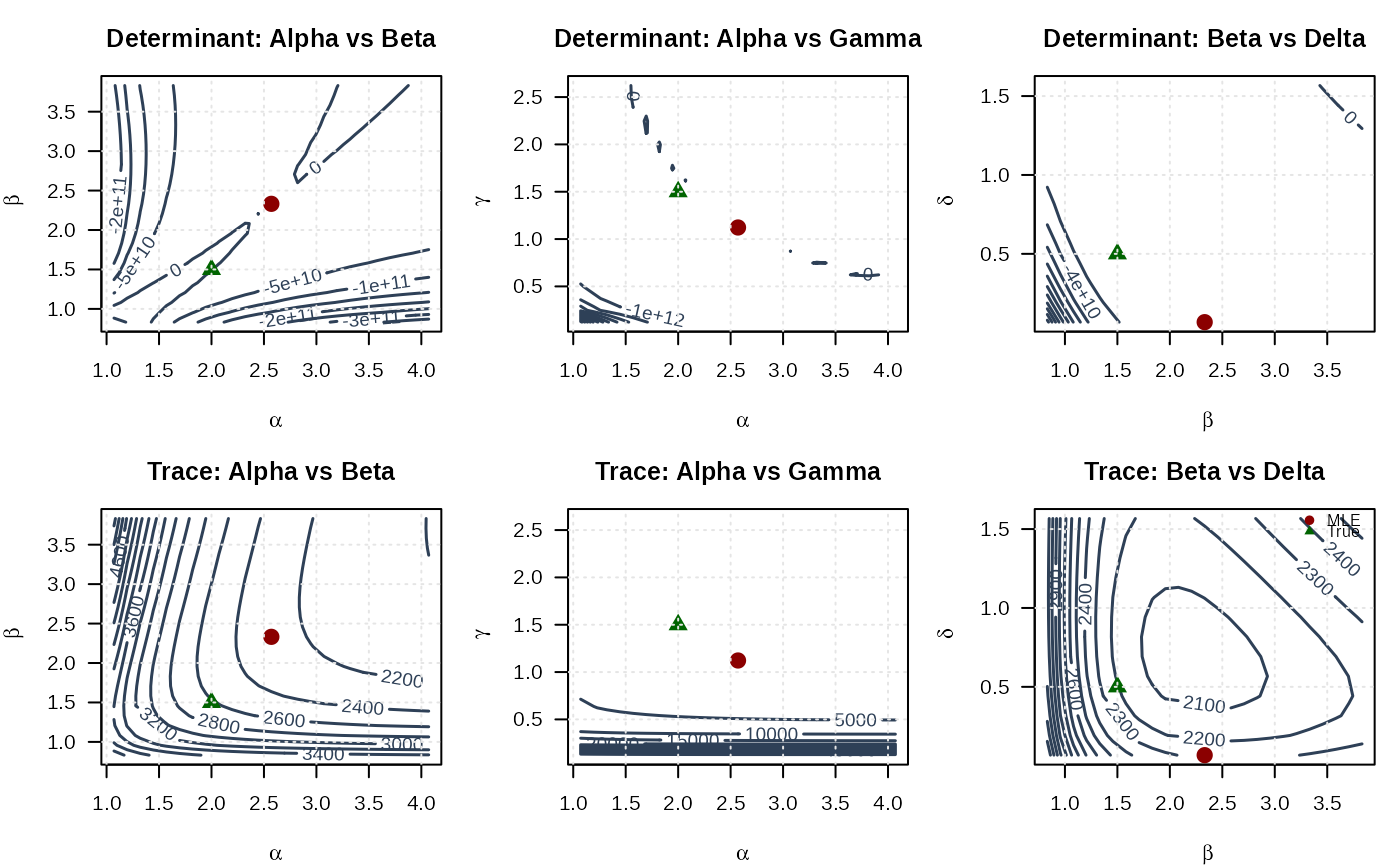 Determinant: Alpha vs Beta
β
3.5
3.0
2.5
2.0
1.5
1.0
-2e+11
-5e+10
0
0
-5e+10
-1e+11
-2e+11
-3e+11
1.0 1.5 2.0 2.5 3.0 3.5 4.0
α
Determinant: Alpha vs Gamma
γ
2.5
2.0
1.5
1.0
0.5
0
0
-1e+12
1.0 1.5 2.0 2.5 3.0 3.5 4.0
α
Determinant: Beta vs Delta
δ
1.5
1.0
0.5
0
-4e+10
1.0 1.5 2.0 2.5 3.0 3.5
β
Trace: Alpha vs Beta
β
3.5
3.0
2.5
2.0
1.5
1.0
4600
3600
3200
2800
2600
2400
2200
3000
3400
1.0 1.5 2.0 2.5 3.0 3.5 4.0
α
Trace: Alpha vs Gamma
γ
2.5
2.0
1.5
1.0
0.5
5000
10000
15000
20000
1.0 1.5 2.0 2.5 3.0 3.5 4.0
α
Trace: Beta vs Delta
δ
1.5
1.0
0.5
MLE
True
2400
2300
2900
2400
2600
2300
2100
2200
1.0 1.5 2.0 2.5 3.0 3.5
β